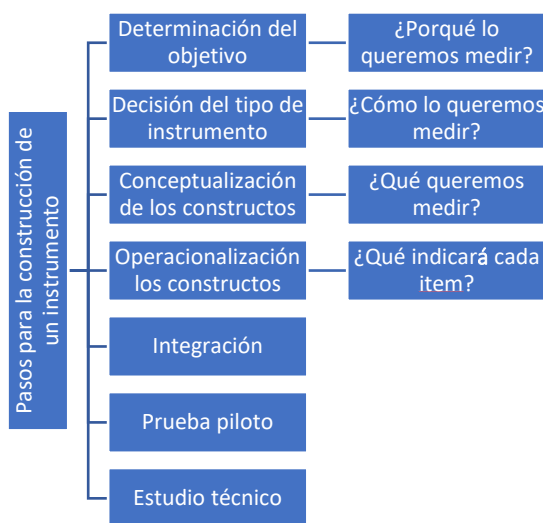 Pasos para la construcción de
un instrumento
Determinación del
objetivo
¿Porqué lo
queremos medir?
Decisión del tipo de
instrumento
¿Cómo lo queremos
medir?
Conceptualización
de los constructos
¿Qué queremos
medir?
Operacionalización
los constructos
¿Qué indicará cada
item?
Integración
Prueba piloto
Estudio técnico